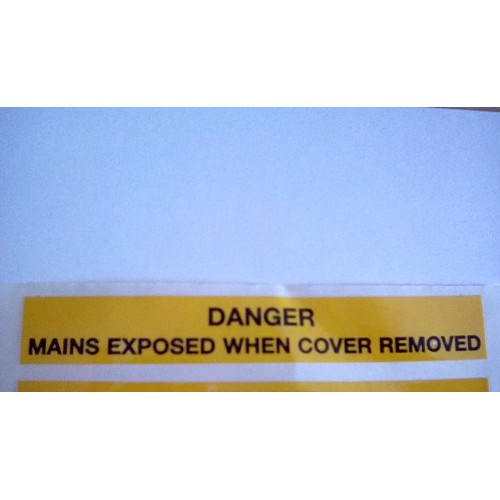 DANGER
MAINS EXPOSED WHEN COVER REMOVED